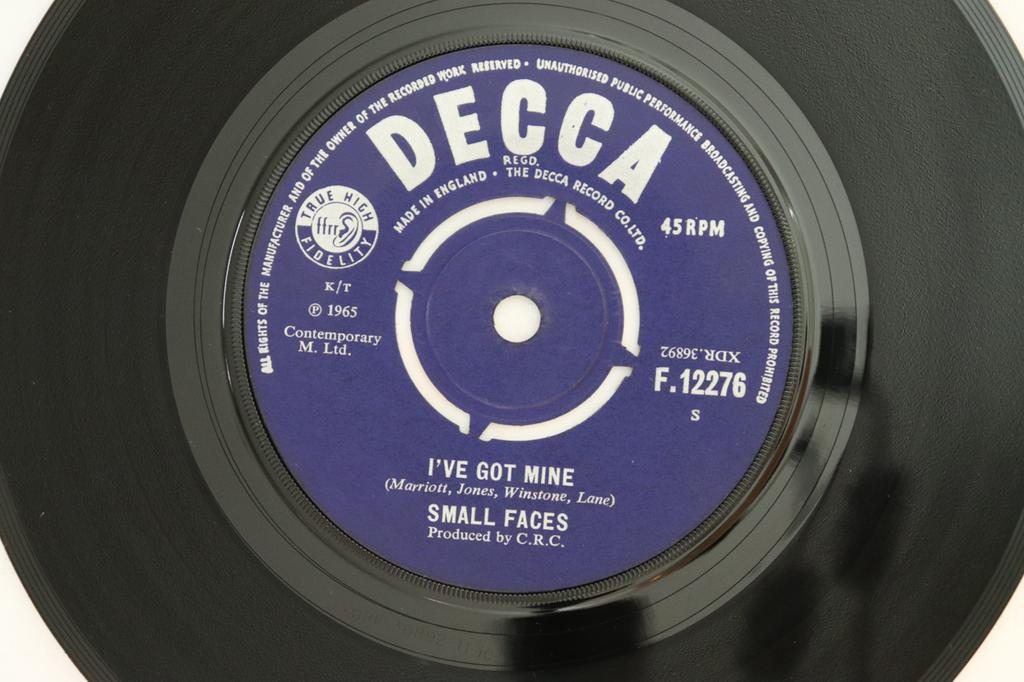 ALL RIGHTS OF THE MANUFACTURER AND OF THE OWNER OF THE RECORDED WORK RESERVED • UNAUTHORISED PUBLIC PERFORMANCE BROADCASTING AND COPYING OF THIS RECORD PROHIBITED
DECCA
REGD.
MADE IN ENGLAND • THE DECCA RECORD CO. LTD.
TRUE HIGH
ffrr
FIDELITY
45 RPM
K/T
℗ 1965
Contemporary
M. Ltd.
XDR.36892
F.12276
S
I'VE GOT MINE
(Marriott, Jones, Winstone, Lane)
SMALL FACES
Produced by C.R.C.